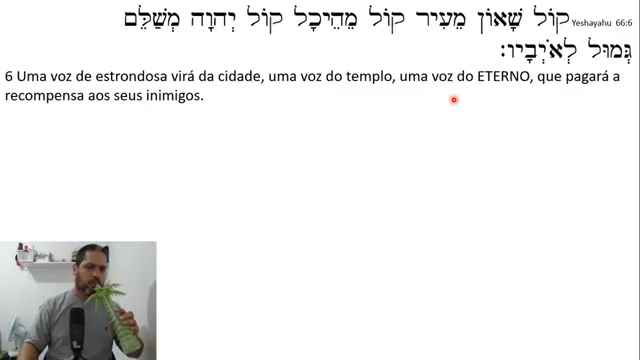 קוֹל שָׁאוֹן מֵעִיר קוֹל מֵהֵיכָל קוֹל יְהוָה מְשַׁלֵּם Yeshayahu 66:6
גְּמוּל לְאֹיְבָיו׃
6 Uma voz de estrondosa virá da cidade, uma voz do templo, uma voz do ETERNO, que pagará a
recompensa aos seus inimigos.